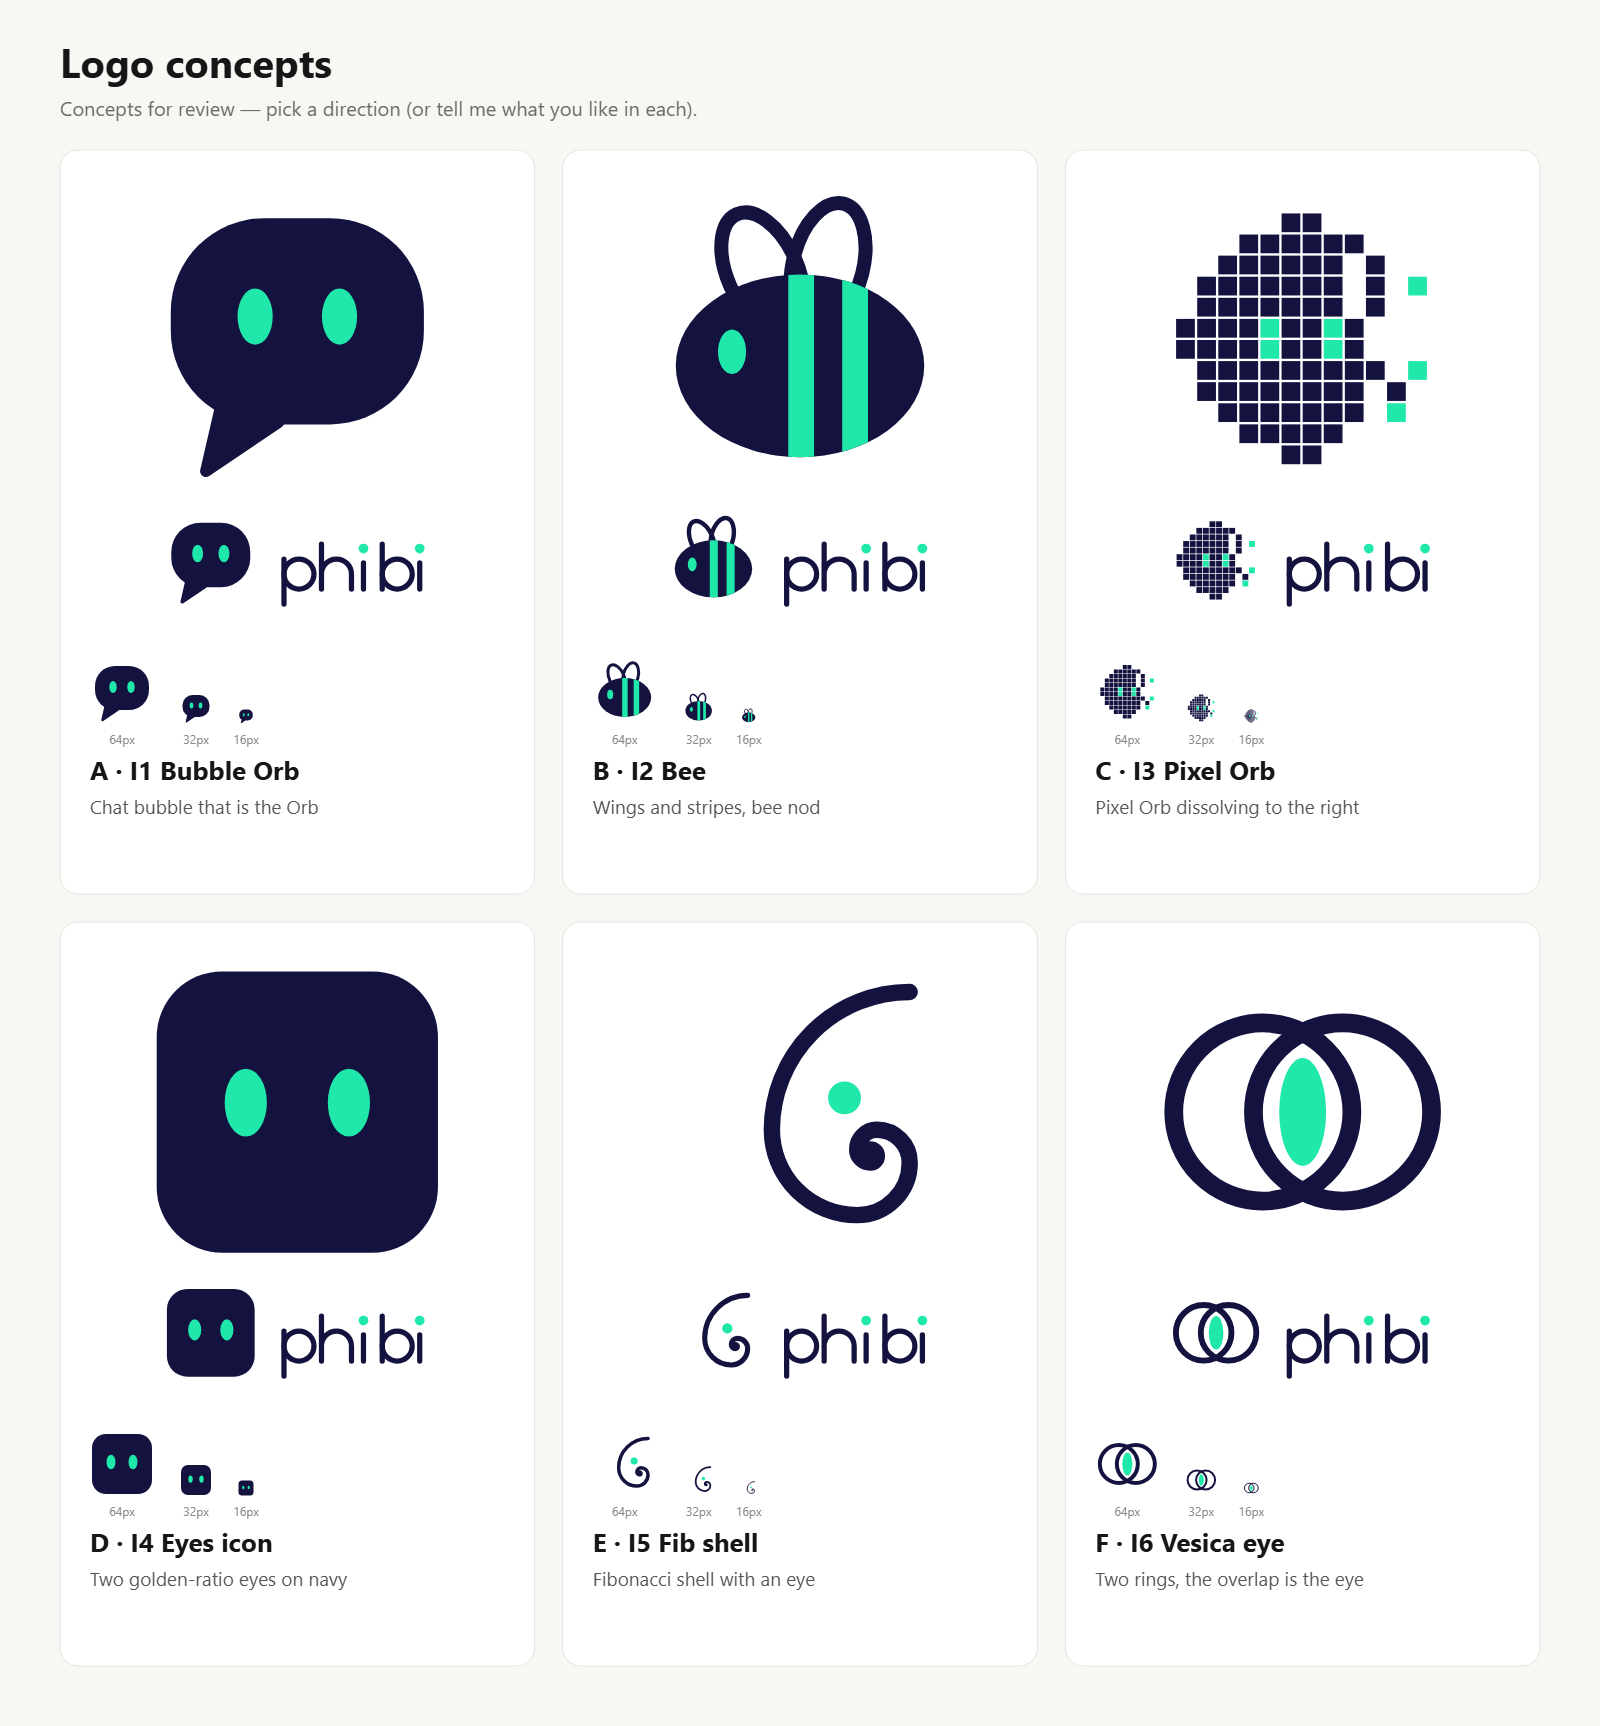 Logo concepts
Concepts for review — pick a direction (or tell me what you like in each).
phibi
64px 32px 16px
A · I1 Bubble Orb
Chat bubble that is the Orb
phibi
64px 32px 16px
B · I2 Bee
Wings and stripes, bee nod
phibi
64px 32px 16px
C · I3 Pixel Orb
Pixel Orb dissolving to the right
phibi
64px 32px 16px
D · I4 Eyes icon
Two golden-ratio eyes on navy
phibi
64px 32px 16px
E · I5 Fib shell
Fibonacci shell with an eye
phibi
64px 32px 16px
F · I6 Vesica eye
Two rings, the overlap is the eye